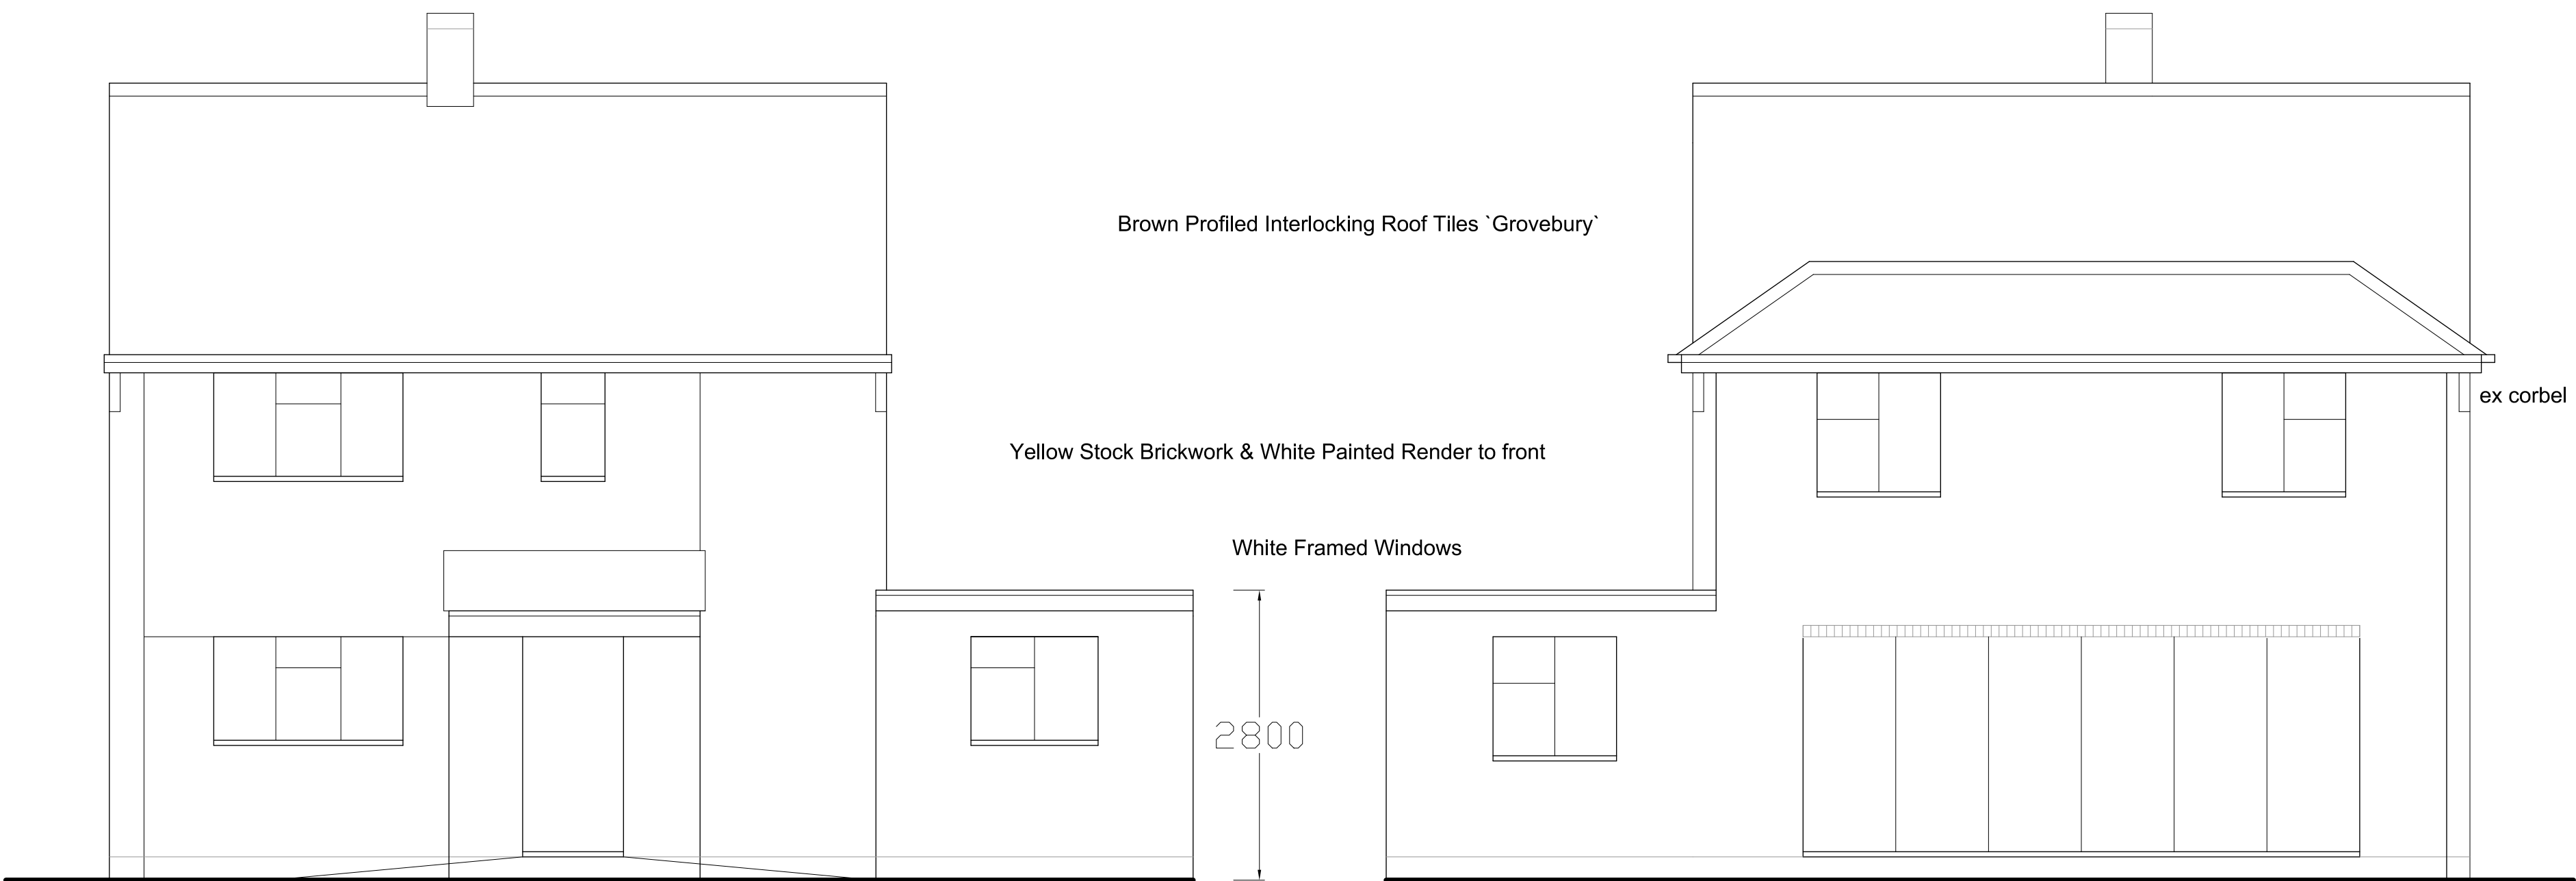 Brown Profiled Interlocking Roof Tiles `Grovebury`
ex corbel
Yellow Stock Brickwork & White Painted Render to front
White Framed Windows
2800